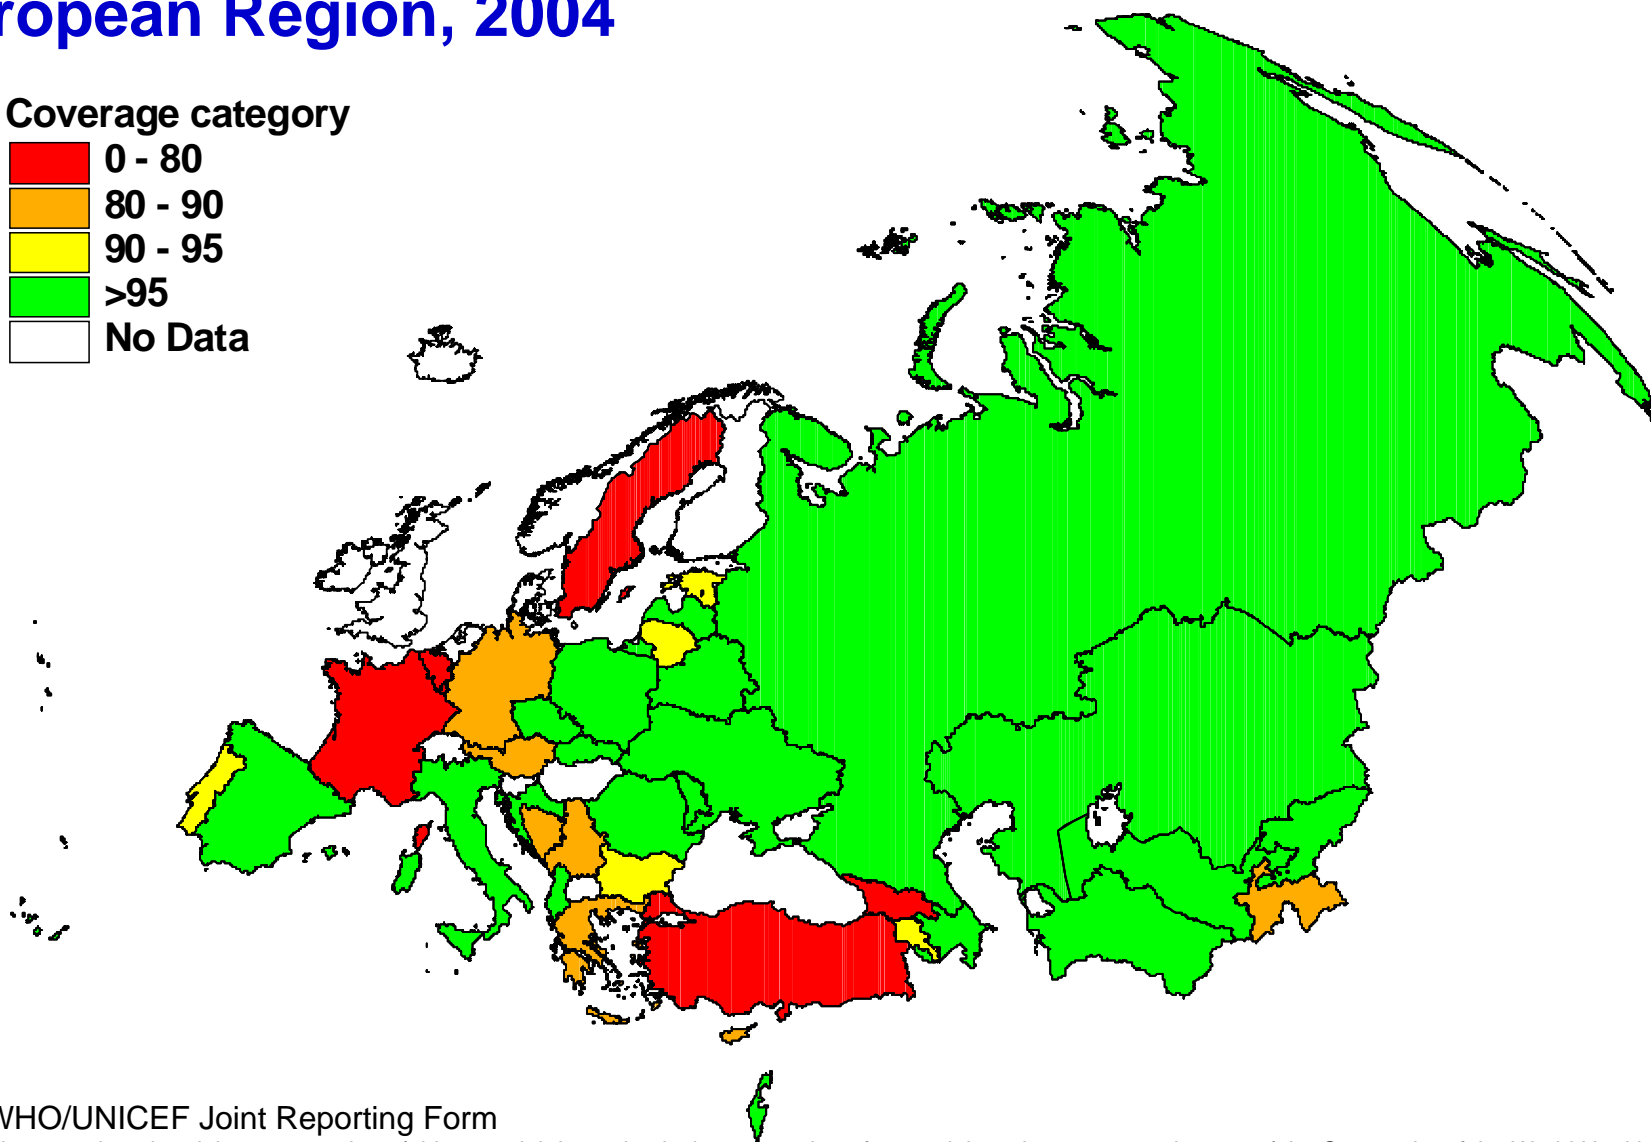 ropean Region, 2004
Coverage category
0 - 80
80 - 90
90 - 95
>95
No Data
WHO/UNICEF Joint Reporting Form